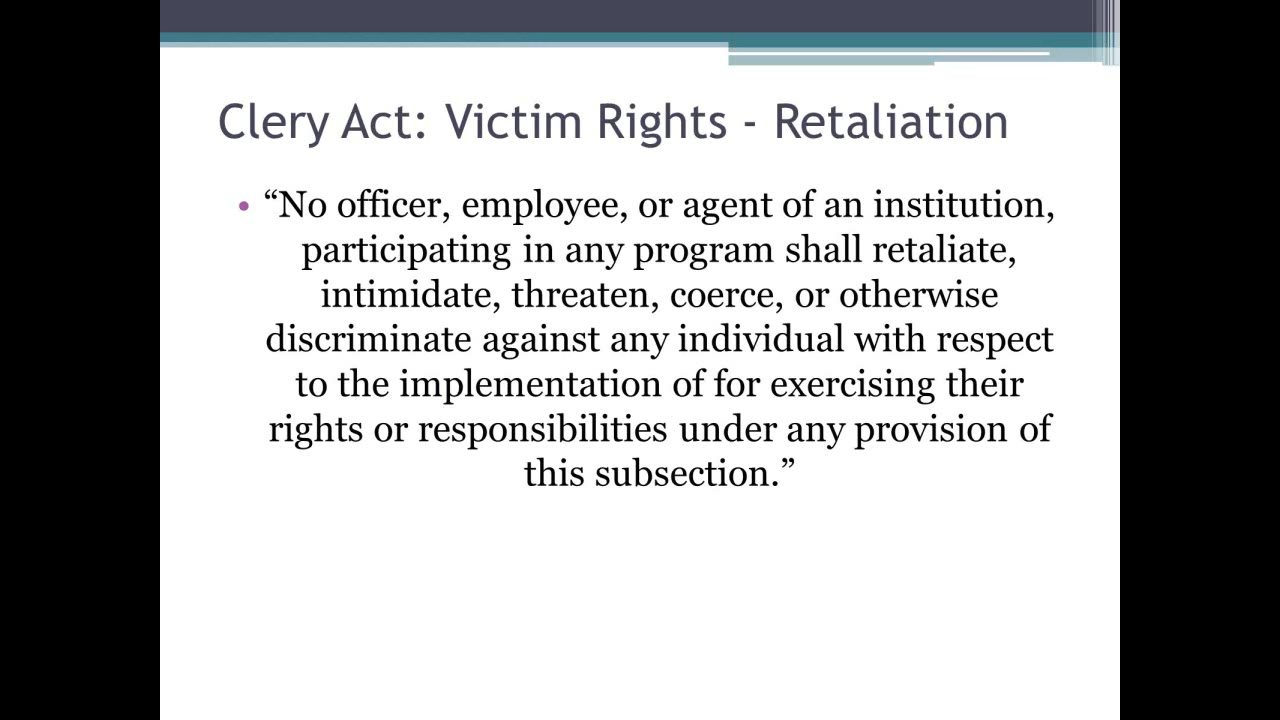 Clery Act: Victim Rights - Retaliation
• “No officer, employee, or agent of an institution,
participating in any program shall retaliate,
intimidate, threaten, coerce, or otherwise
discriminate against any individual with respect
to the implementation of for exercising their
rights or responsibilities under any provision of
this subsection.”